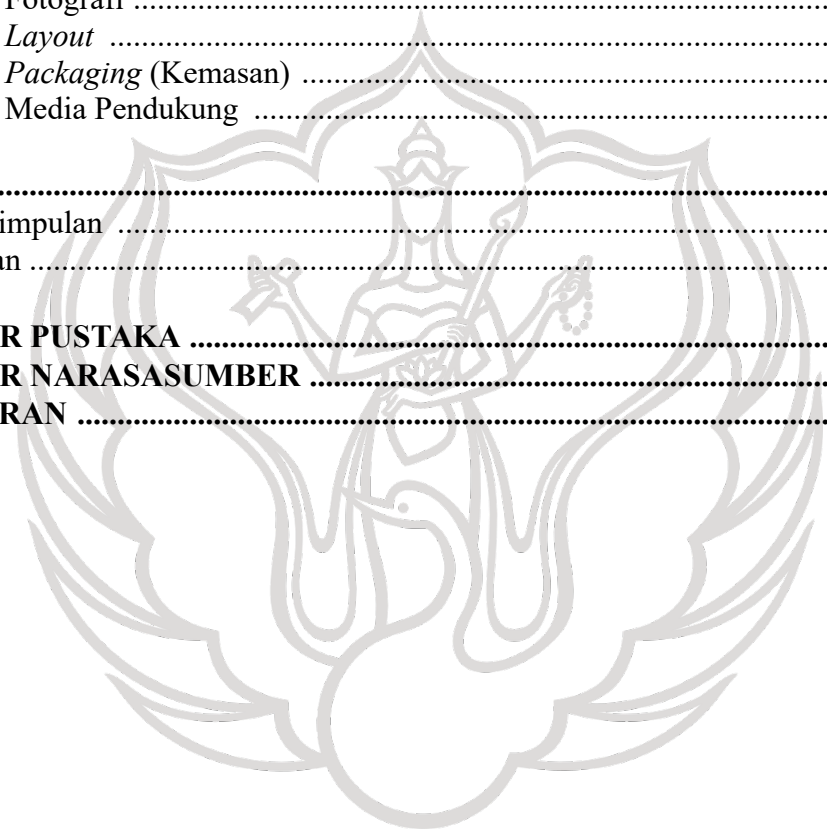 Fotografi ................................................................
Layout ................................................................
Packaging (Kemasan) ................................................................
Media Pendukung ................................................................
................................................................
impulan ................................................................
an ................................................................
R PUSTAKA ................................................................
R NARASASUMBER ................................................................
RAN ................................................................